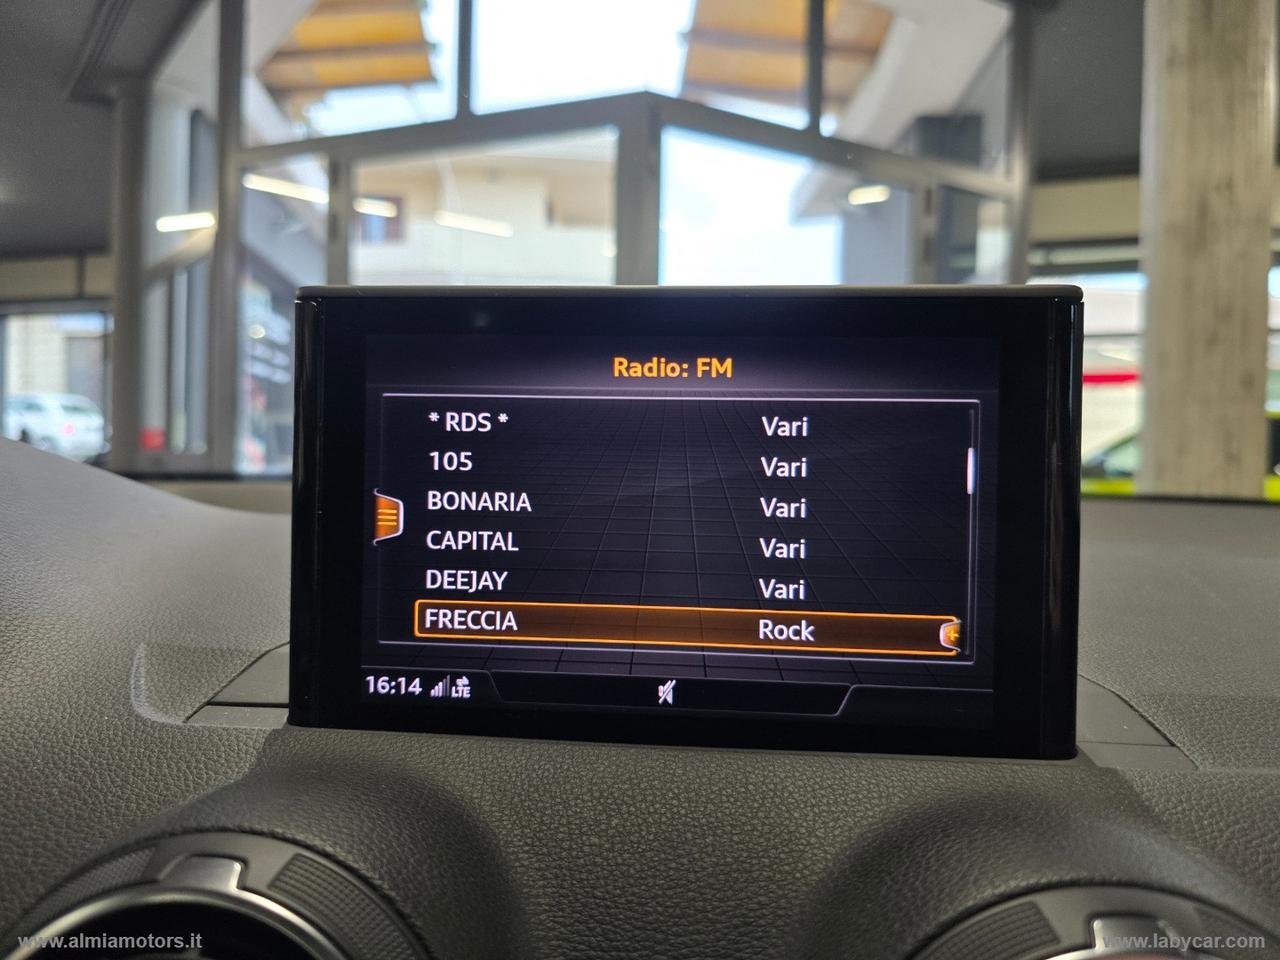 Radio: FM
* RDS * Vari
105 Vari
BONARIA Vari
CAPITAL Vari
DEEJAY Vari
FRECCIA Rock
16:14 LTE
www.almiamotors.it
www.labycar.com